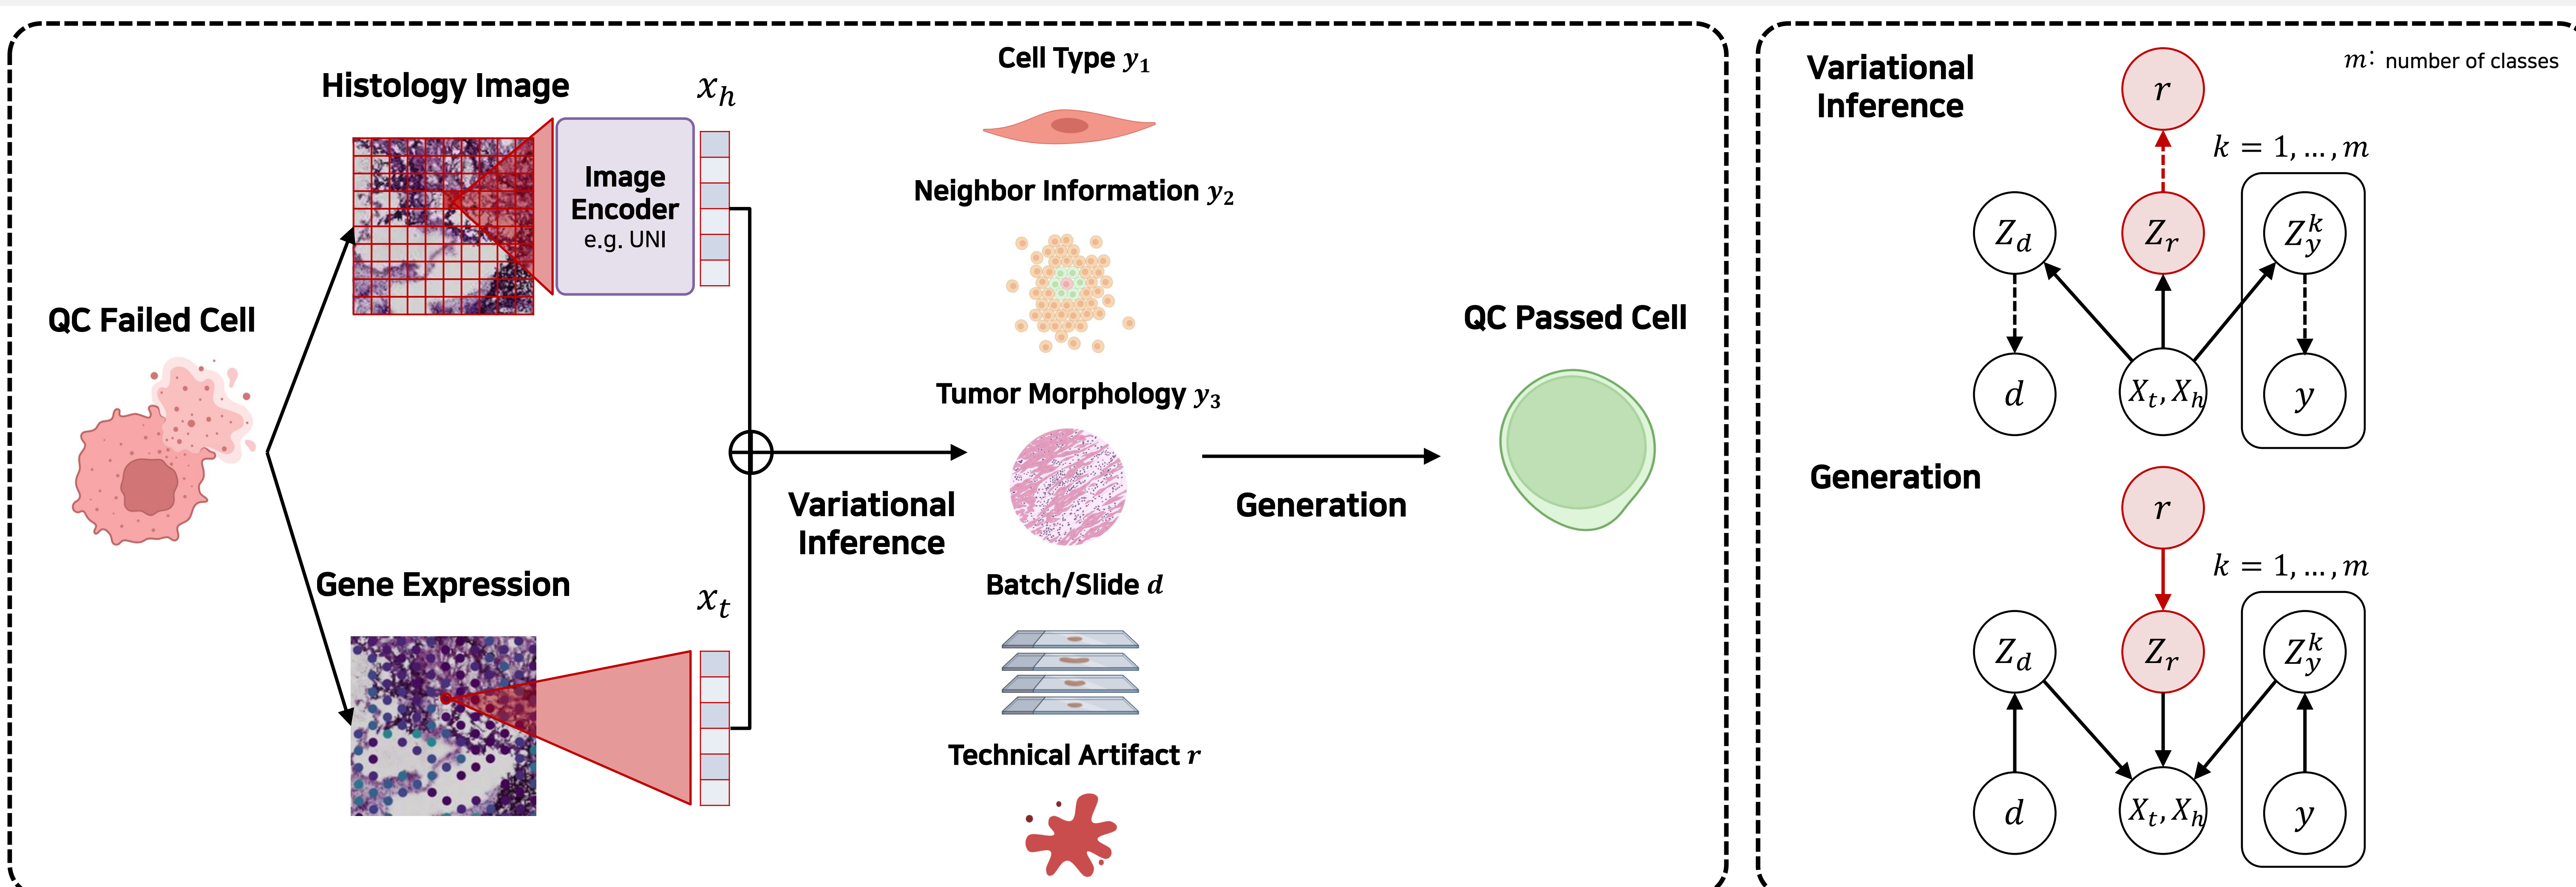 QC Failed Cell
Histology Image
Image
Encoder
e.g. UNI
x_h
Gene Expression
x_t
Variational
Inference
Cell Type y_1
Neighbor Information y_2
Tumor Morphology y_3
Batch/Slide d
Technical Artifact r
Generation
QC Passed Cell
Variational
Inference
m: number of classes
r
k = 1, ..., m
Z_d
Z_r
Z_y^k
d
X_t, X_h
y
Generation
r
k = 1, ..., m
Z_d
Z_r
Z_y^k
d
X_t, X_h
y